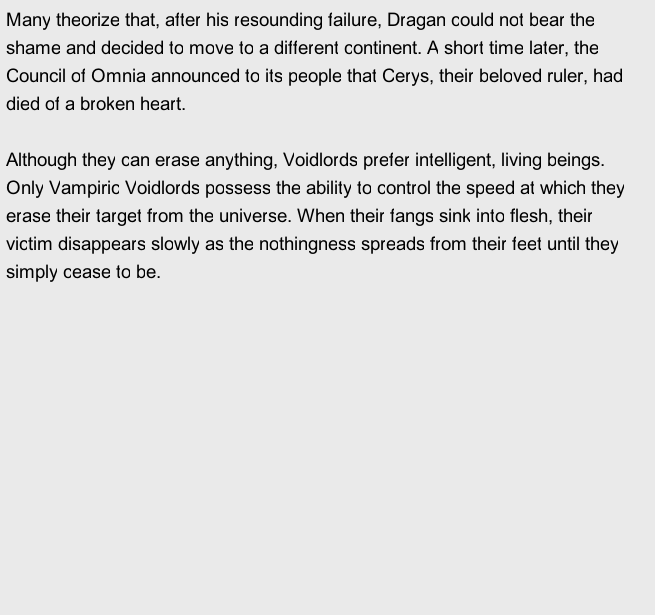 Many theorize that, after his resounding failure, Dragan could not bear the
shame and decided to move to a different continent. A short time later, the
Council of Omnia announced to its people that Cerys, their beloved ruler, had
died of a broken heart.
Although they can erase anything, Voidlords prefer intelligent, living beings.
Only Vampiric Voidlords possess the ability to control the speed at which they
erase their target from the universe. When their fangs sink into flesh, their
victim disappears slowly as the nothingness spreads from their feet until they
simply cease to be.